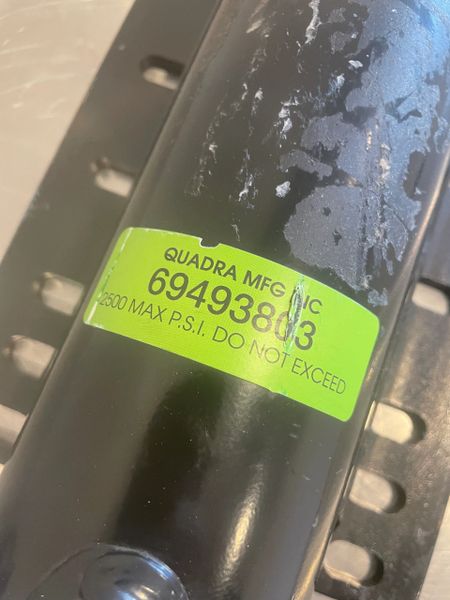 QUADRA MFG INC
69493803
2500 MAX P.S.I. DO NOT EXCEED